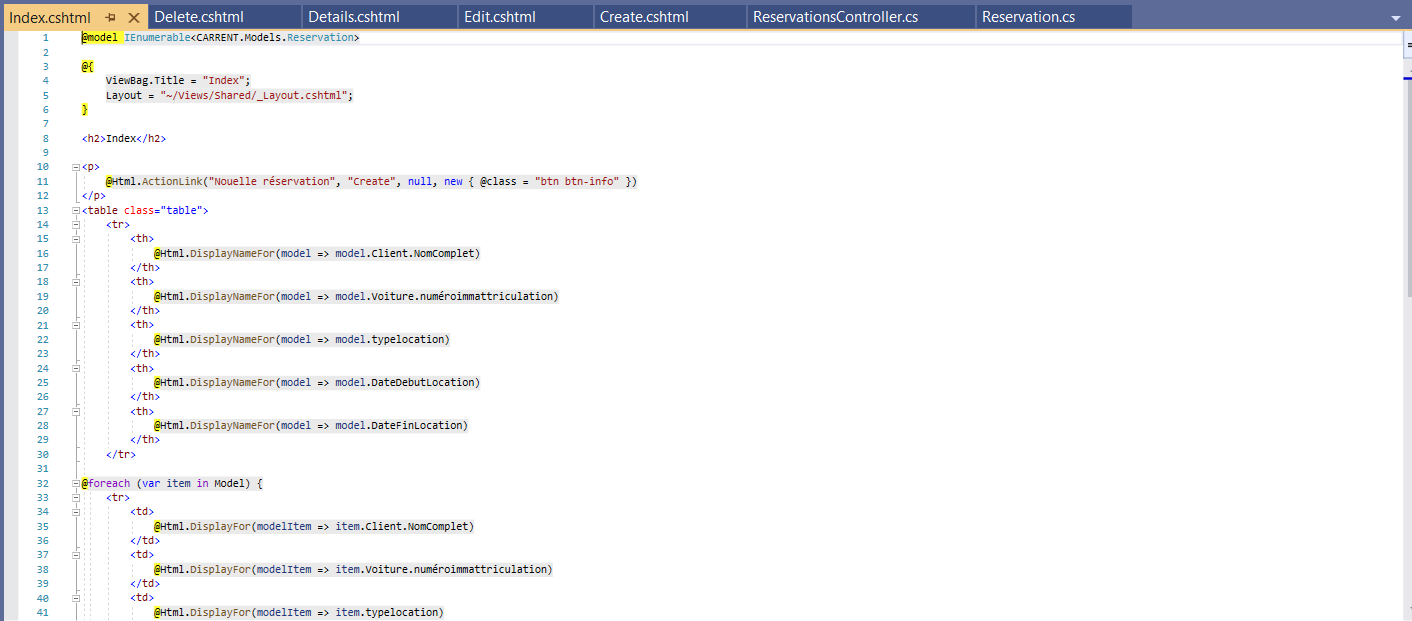 Index.cshtml Delete.cshtml Details.cshtml Edit.cshtml Create.cshtml ReservationsController.cs Reservation.cs
1 @model IEnumerable<CARRENT.Models.Reservation>
2
3 @{
4 ViewBag.Title = "Index";
5 Layout = "~/Views/Shared/_Layout.cshtml";
6 }
7
8 <h2>Index</h2>
9
10 <p>
11 @Html.ActionLink("Nouelle réservation", "Create", null, new { @class = "btn btn-info" })
12 </p>
13 <table class="table">
14 <tr>
15 <th>
16 @Html.DisplayNameFor(model => model.Client.NomComplet)
17 </th>
18 <th>
19 @Html.DisplayNameFor(model => model.Voiture.numéroimmattriculation)
20 </th>
21 <th>
22 @Html.DisplayNameFor(model => model.typelocation)
23 </th>
24 <th>
25 @Html.DisplayNameFor(model => model.DateDebutLocation)
26 </th>
27 <th>
28 @Html.DisplayNameFor(model => model.DateFinLocation)
29 </th>
30 </tr>
31
32 @foreach (var item in Model) {
33 <tr>
34 <td>
35 @Html.DisplayFor(modelItem => item.Client.NomComplet)
36 </td>
37 <td>
38 @Html.DisplayFor(modelItem => item.Voiture.numéroimmattriculation)
39 </td>
40 <td>
41 @Html.DisplayFor(modelItem => item.typelocation)